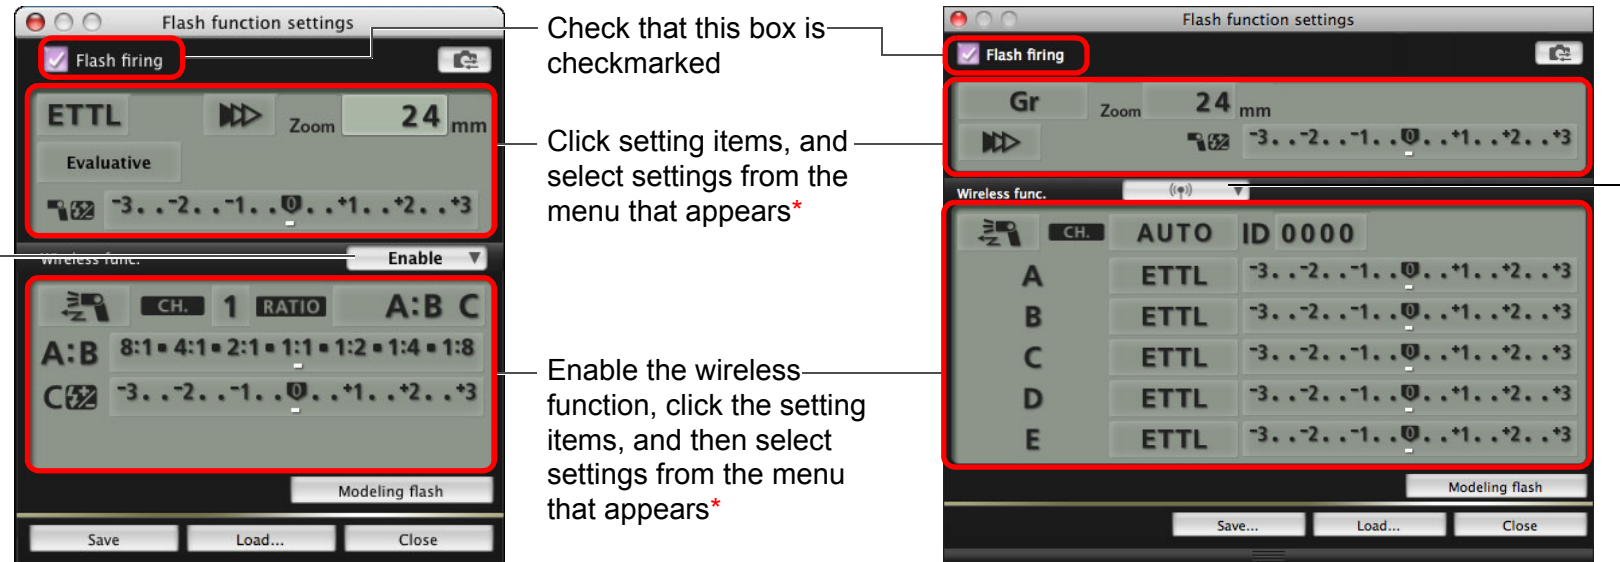 Flash function settings
Flash firing
ETTL Zoom 24 mm
Evaluative
-3..-2..-1..0..+1..+2..+3
Wireless func. Enable ▼
CH. 1 RATIO A:B C
A:B 8:1▪4:1▪2:1▪1:1▪1:2▪1:4▪1:8
C -3..-2..-1..0..+1..+2..+3
Modeling flash
Save Load... Close
Check that this box is
checkmarked
Click setting items, and
select settings from the
menu that appears*
Enable the wireless
function, click the setting
items, and then select
settings from the menu
that appears*
Flash function settings
Flash firing
Gr Zoom 24 mm
-3..-2..-1..0..+1..+2..+3
Wireless func. ▼
CH. AUTO ID 0000
A ETTL -3..-2..-1..0..+1..+2..+3
B ETTL -3..-2..-1..0..+1..+2..+3
C ETTL -3..-2..-1..0..+1..+2..+3
D ETTL -3..-2..-1..0..+1..+2..+3
E ETTL -3..-2..-1..0..+1..+2..+3
Modeling flash
Save... Load... Close